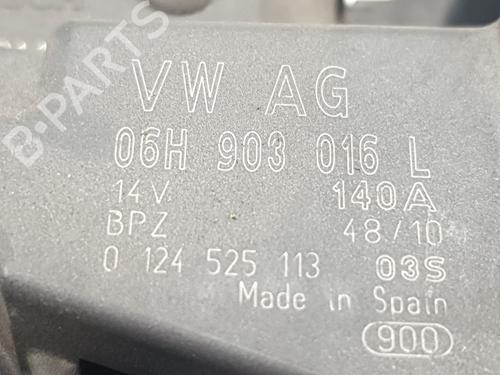 B-PARTS
VW AG
06H 903 016 L
14V 140A
BPZ 48/10
0 124 525 113 03S
Made in Spain
900